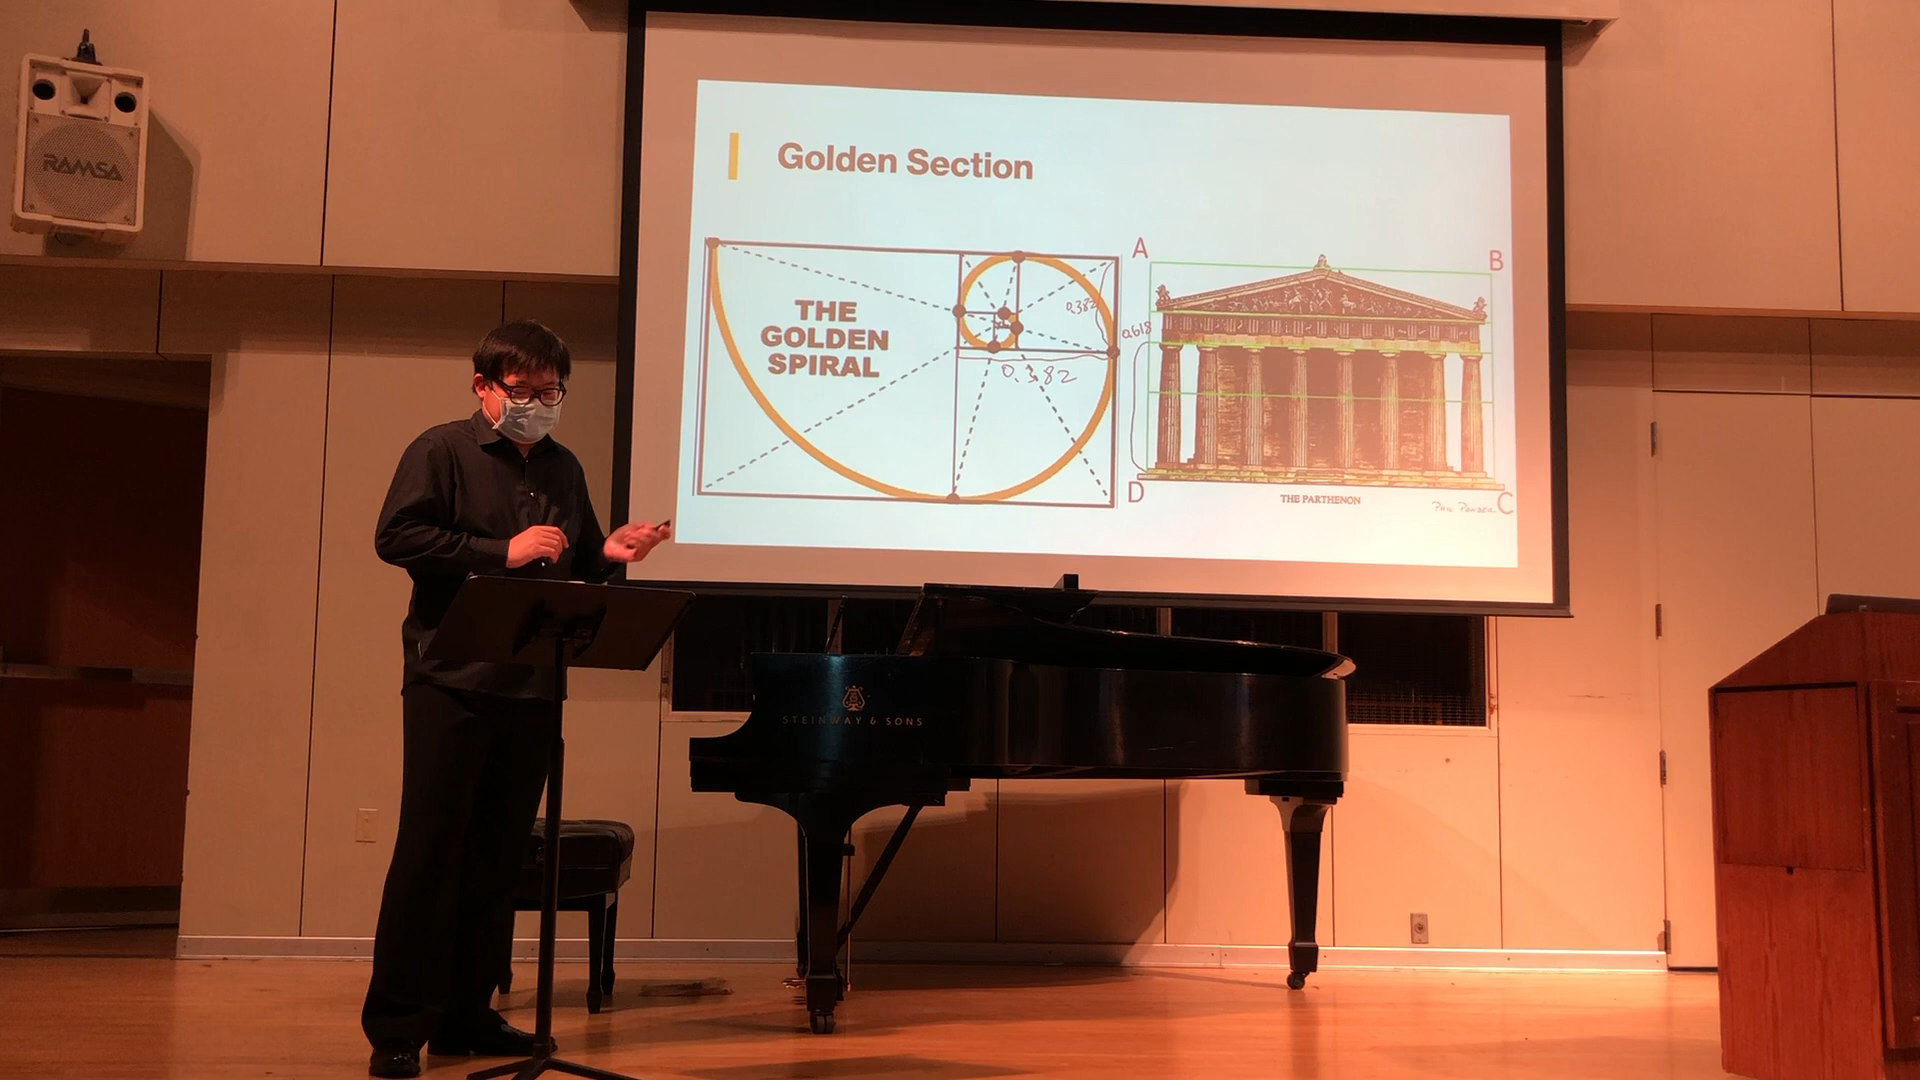 RAMSA
Golden Section
THE
GOLDEN
SPIRAL
0.382
0.382
0.618
A
B
D
C
THE PARTHENON
STEINWAY & SONS